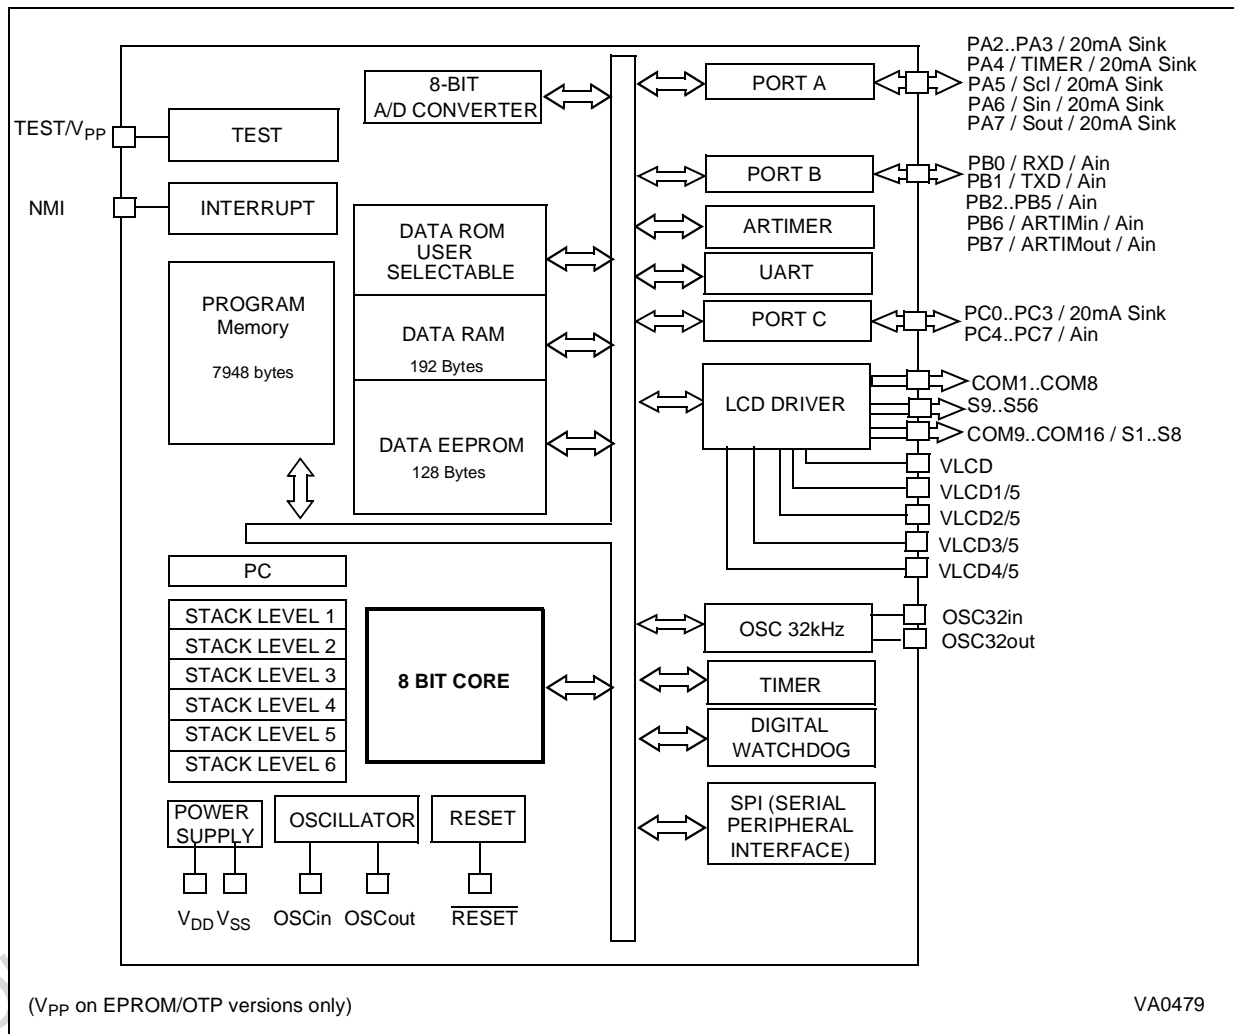 TEST/VPP
NMI
TEST
INTERRUPT
PROGRAM
Memory
7948 bytes
8-BIT
A/D CONVERTER
DATA ROM
USER
SELECTABLE
DATA RAM
192 Bytes
DATA EEPROM
128 Bytes
PC
STACK LEVEL 1
STACK LEVEL 2
STACK LEVEL 3
STACK LEVEL 4
STACK LEVEL 5
STACK LEVEL 6
8 BIT CORE
POWER
SUPPLY
OSCILLATOR
RESET
VDD VSS
OSCin OSCout
RESET
PORT A
PORT B
ARTIMER
UART
PORT C
LCD DRIVER
OSC 32kHz
TIMER
DIGITAL
WATCHDOG
SPI (SERIAL
PERIPHERAL
INTERFACE)
PA2..PA3 / 20mA Sink
PA4 / TIMER / 20mA Sink
PA5 / Scl / 20mA Sink
PA6 / Sin / 20mA Sink
PA7 / Sout / 20mA Sink
PB0 / RXD / Ain
PB1 / TXD / Ain
PB2..PB5 / Ain
PB6 / ARTIMin / Ain
PB7 / ARTIMout / Ain
PC0..PC3 / 20mA Sink
PC4..PC7 / Ain
COM1..COM8
S9..S56
COM9..COM16 / S1..S8
VLCD
VLCD1/5
VLCD2/5
VLCD3/5
VLCD4/5
OSC32in
OSC32out
(VPP on EPROM/OTP versions only)
VA0479